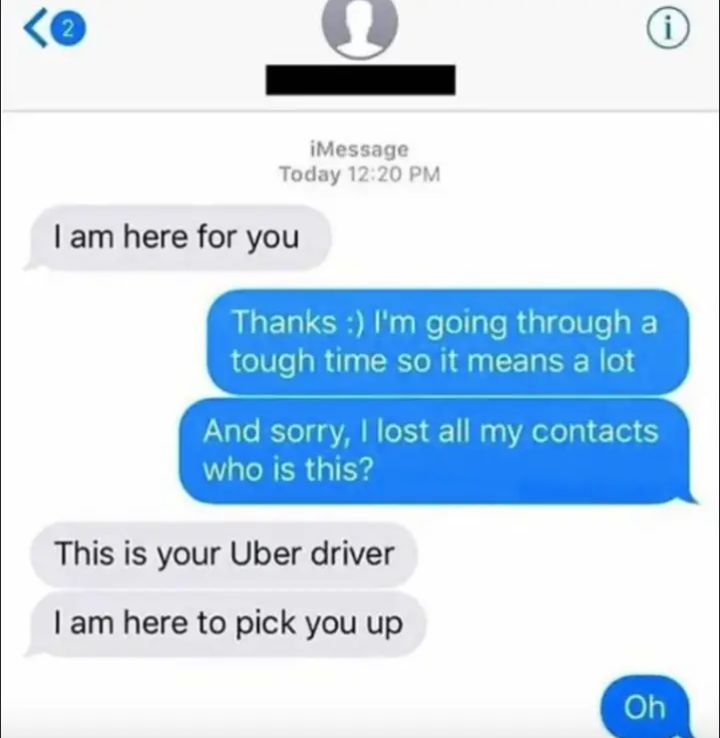 2
i
iMessage
Today 12:20 PM
I am here for you
Thanks :) I'm going through a
tough time so it means a lot
And sorry, I lost all my contacts
who is this?
This is your Uber driver
I am here to pick you up
Oh